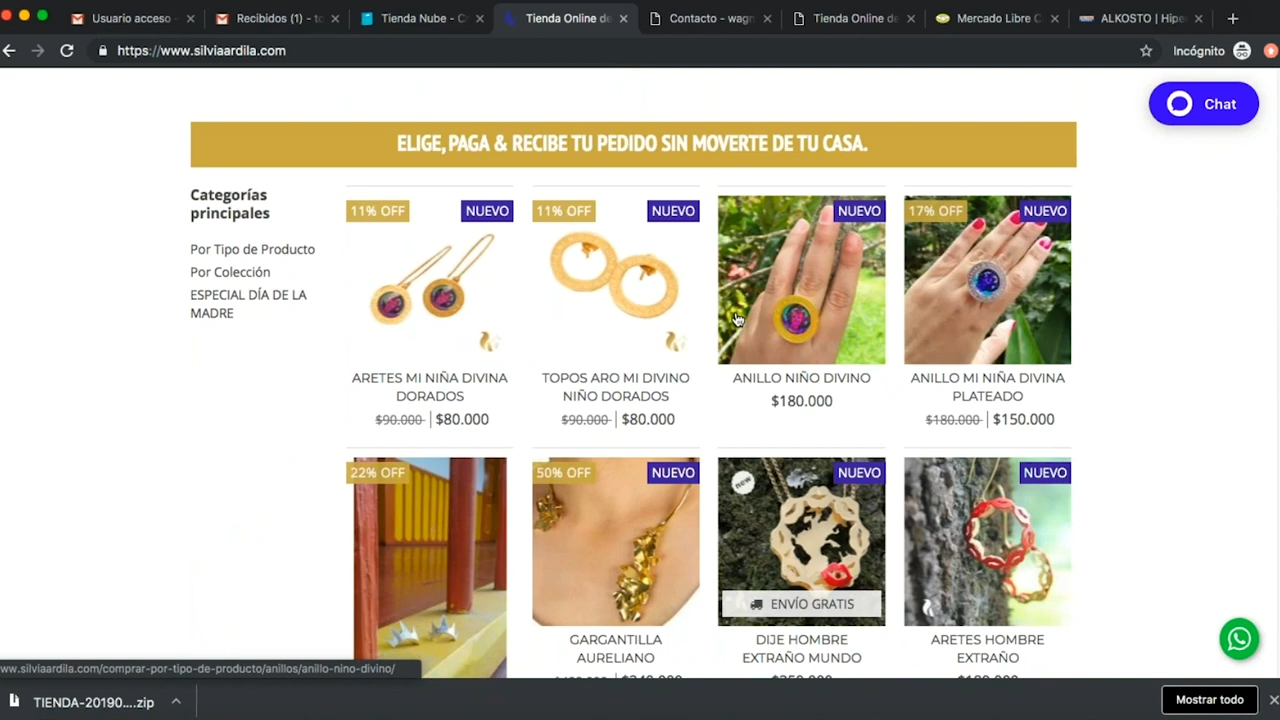 Usuario acceso -
Recibidos (1) - t
Tienda Nube - C
Tienda Online de
Contacto - wagn
Tienda Online de
Mercado Libre C
ALKOSTO | Hipe
https://www.silviaardila.com
Incógnito
Chat
ELIGE, PAGA & RECIBE TU PEDIDO SIN MOVERTE DE TU CASA.
Categorías
principales
Por Tipo de Producto
Por Colección
ESPECIAL DÍA DE LA
MADRE
11% OFF
NUEVO
ARETES MI NIÑA DIVINA
DORADOS
$90.000 $80.000
11% OFF
NUEVO
TOPOS ARO MI DIVINO
NIÑO DORADOS
$90.000 $80.000
NUEVO
ANILLO NIÑO DIVINO
$180.000
17% OFF
NUEVO
ANILLO MI NIÑA DIVINA
PLATEADO
$180.000 $150.000
22% OFF
50% OFF
NUEVO
GARGANTILLA
AURELIANO
new
NUEVO
ENVÍO GRATIS
DIJE HOMBRE
EXTRAÑO MUNDO
NUEVO
ARETES HOMBRE
EXTRAÑO
ww.silviaardila.com/comprar-por-tipo-de-producto/anillos/anillo-nino-divino/
TIENDA-20190....zip
Mostrar todo